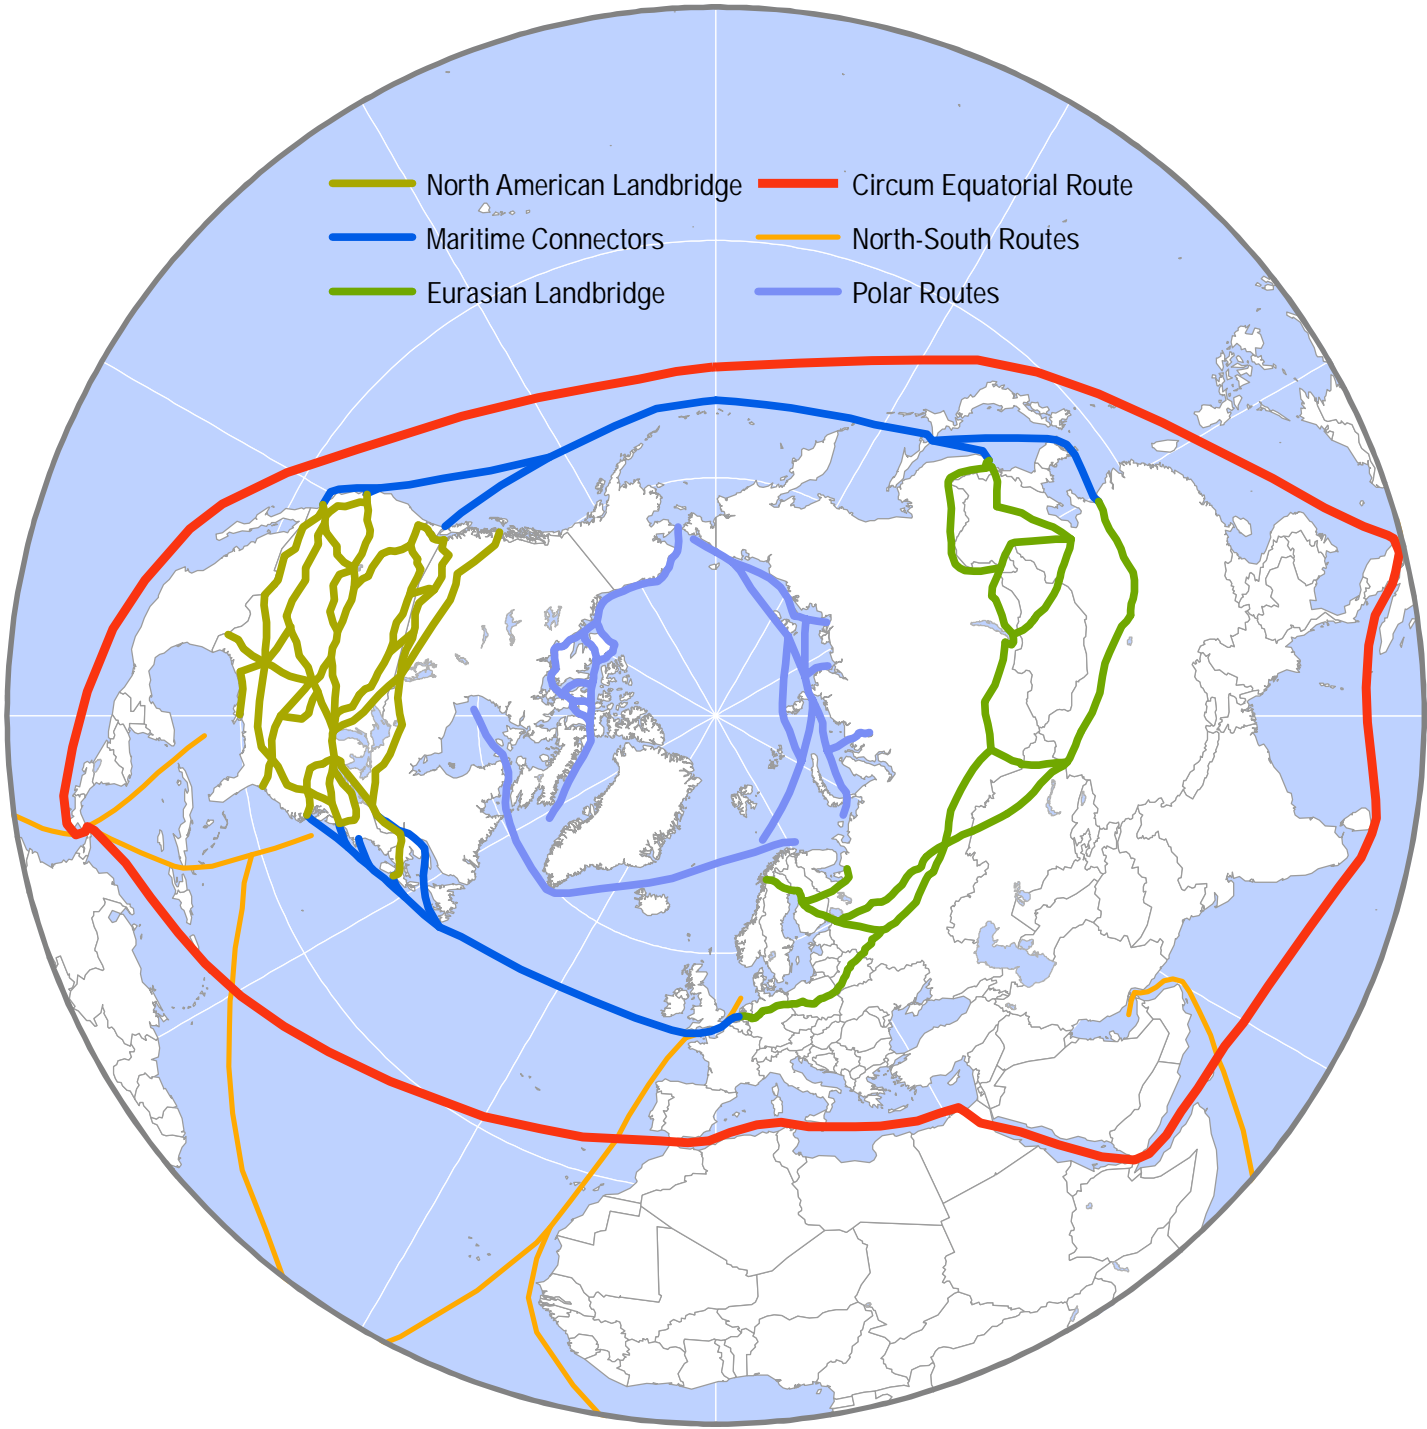 North American Landbridge
Circum Equatorial Route
Maritime Connectors
North-South Routes
Eurasian Landbridge
Polar Routes